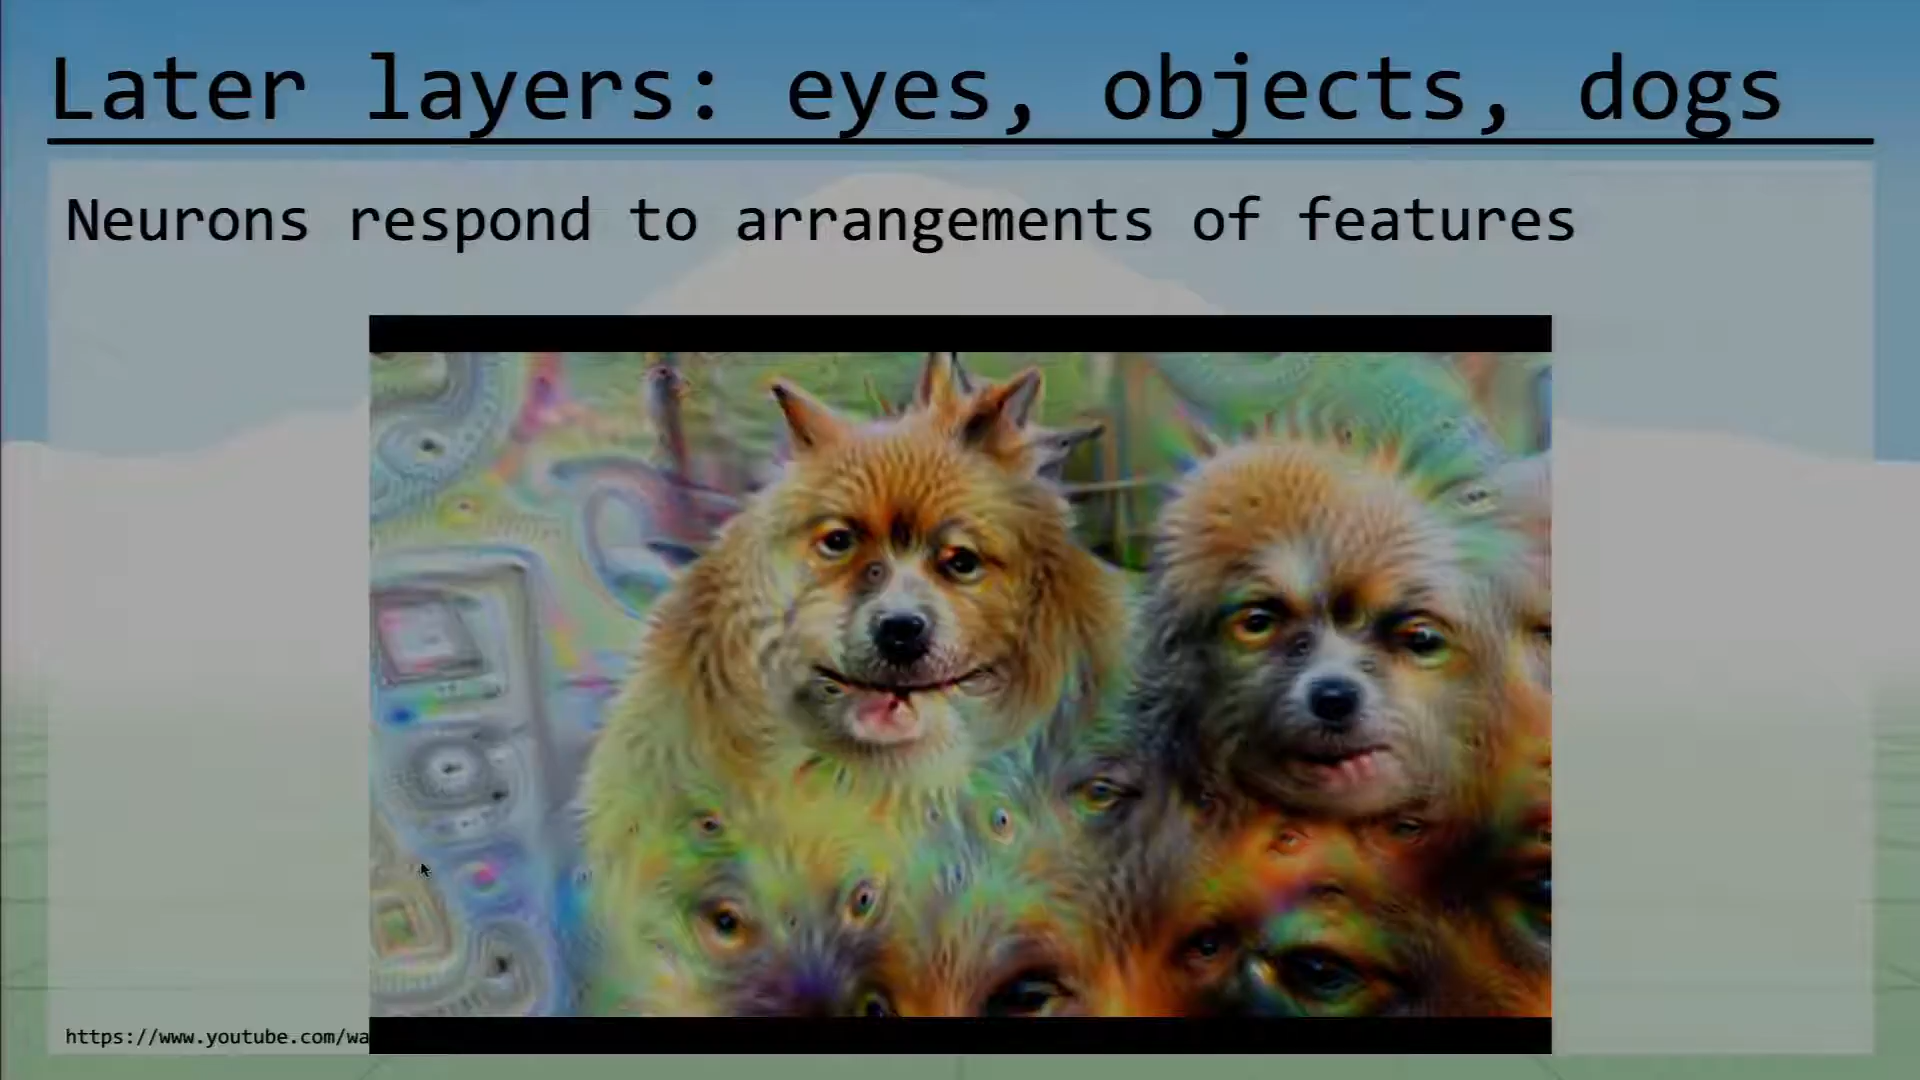 Later layers: eyes, objects, dogs
Neurons respond to arrangements of features
https://www.youtube.com/wa